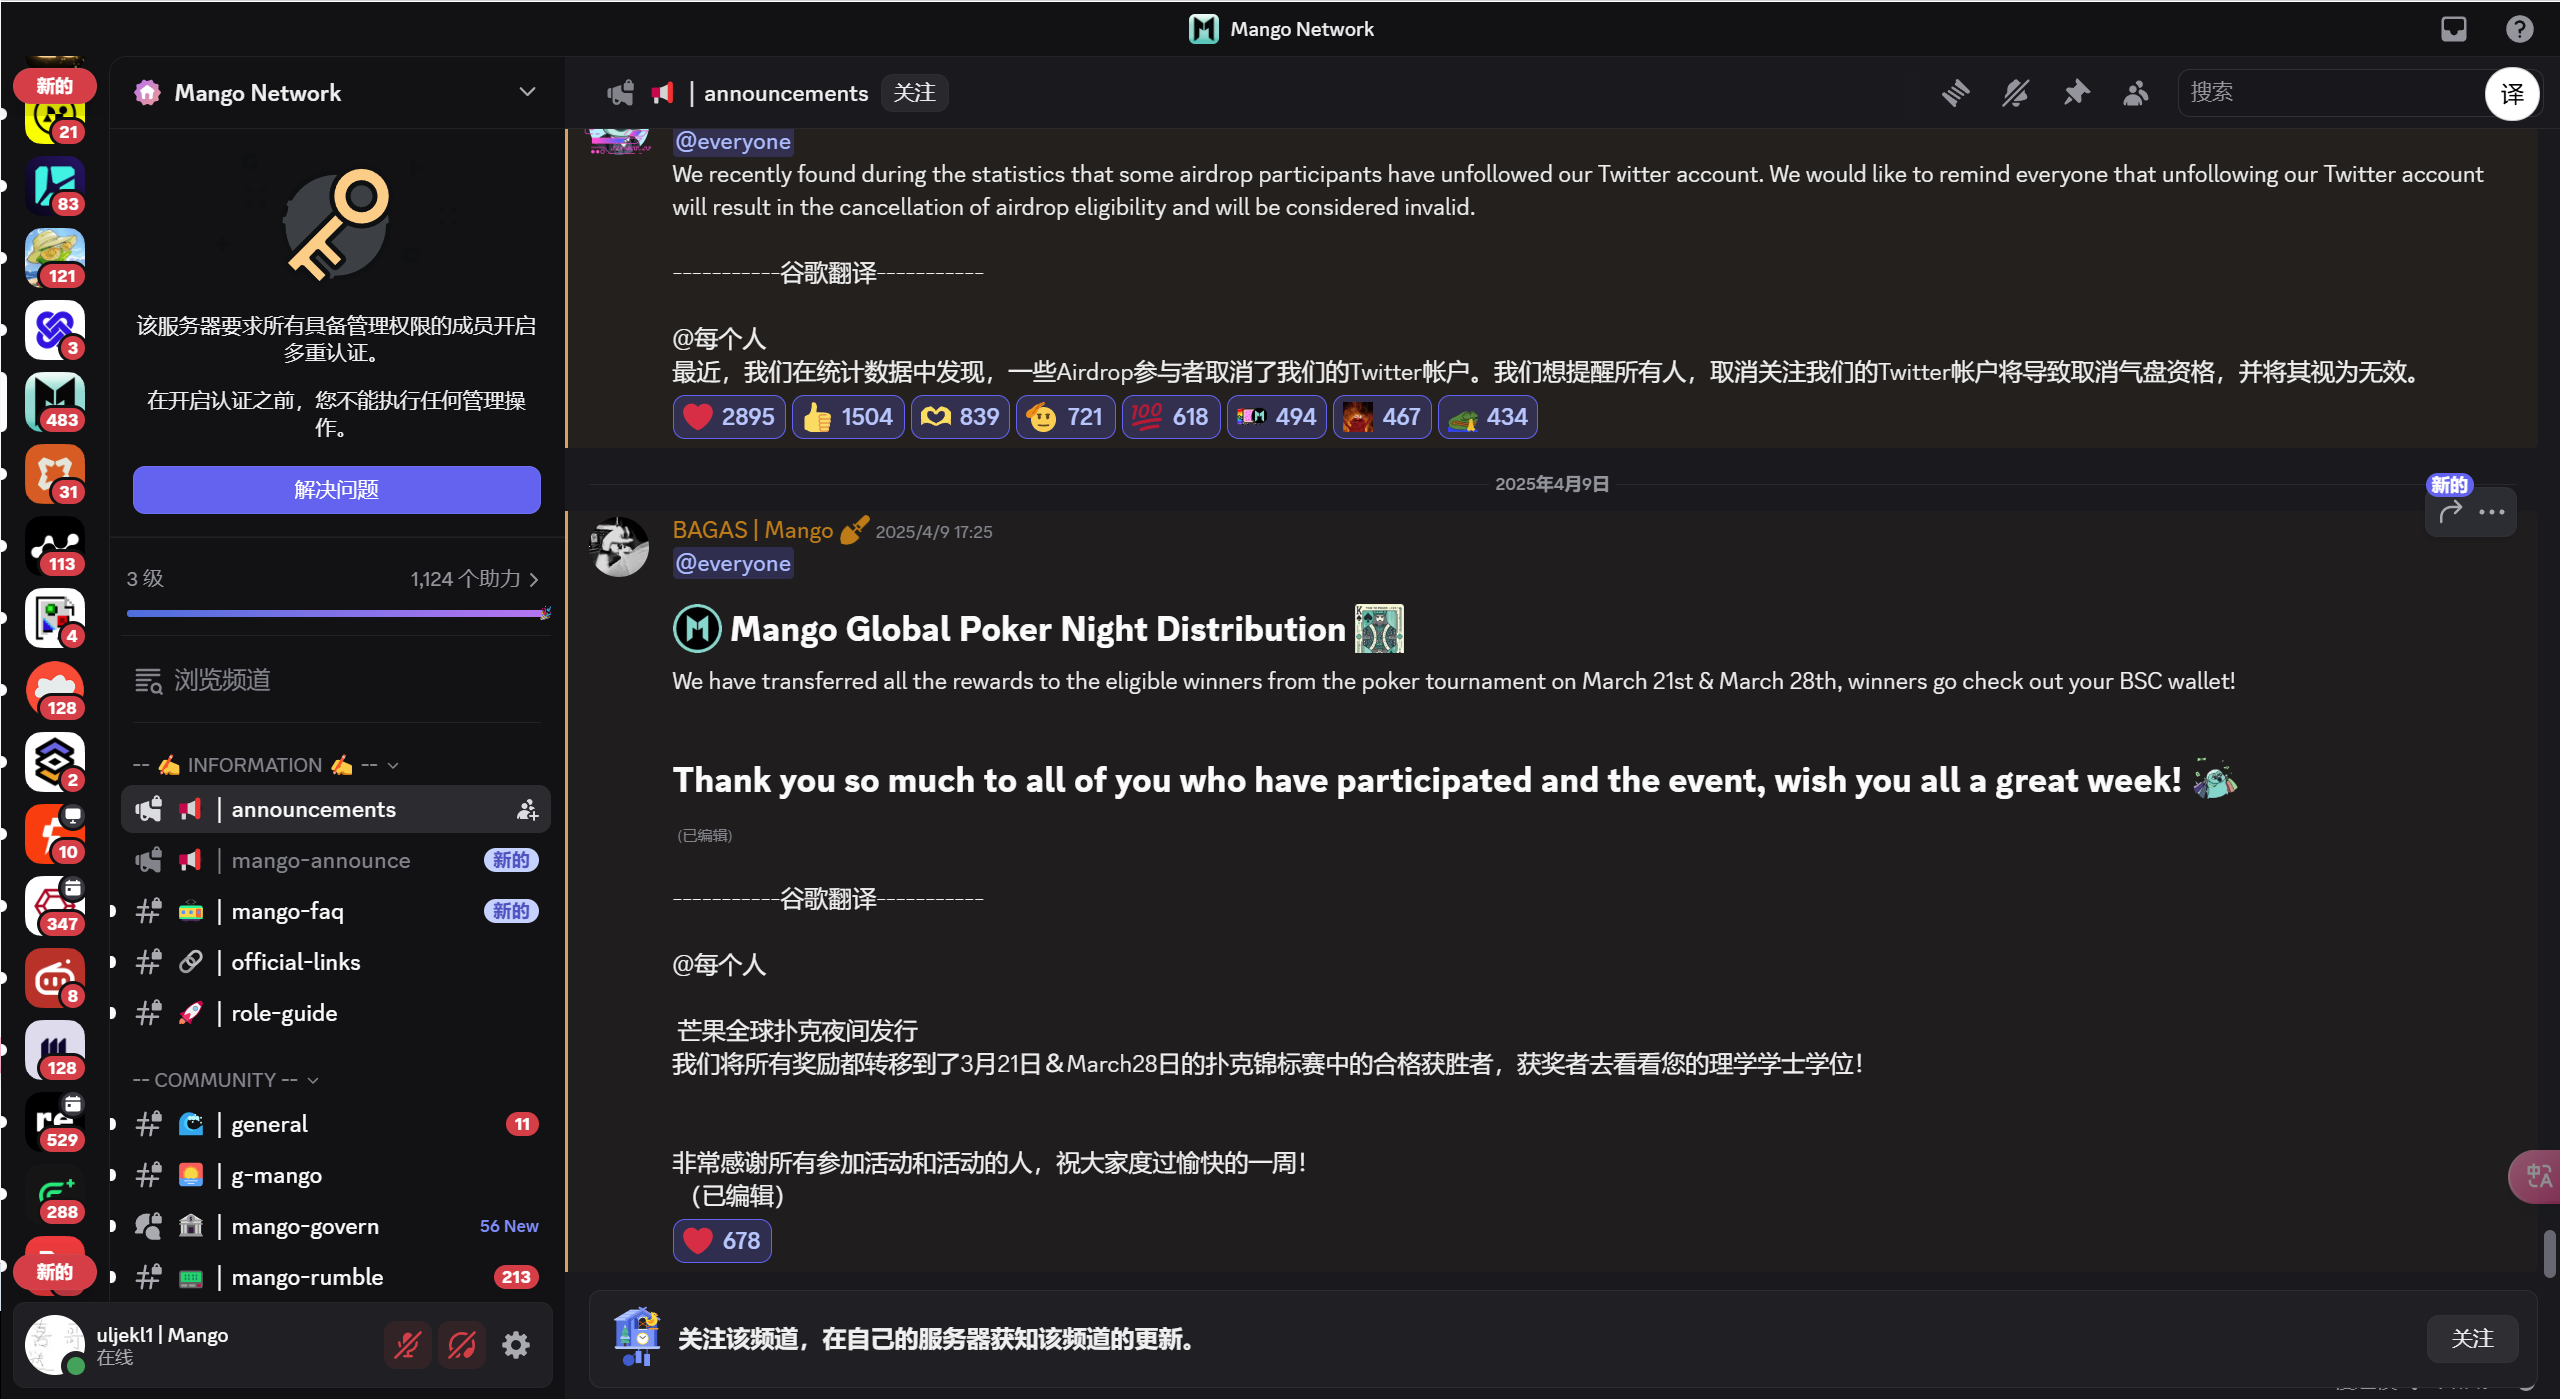 Mango Network
新的
21
83
121
3
483
31
113
4
128
2
10
347
8
128
529
288
新的
Mango Network
该服务器要求所有具备管理权限的成员开启
多重认证。
在开启认证之前，您不能执行任何管理操
作。
解决问题
3 级
1,124 个助力
浏览频道
-- INFORMATION --
| announcements
| mango-announce 新的
| mango-faq 新的
| official-links
| role-guide
-- COMMUNITY --
| general 11
| g-mango
| mango-govern 56 New
| mango-rumble 213
uljekl1 | Mango
在线
| announcements 关注
搜索
译
@everyone
We recently found during the statistics that some airdrop participants have unfollowed our Twitter account. We would like to remind everyone that unfollowing our Twitter account
will result in the cancellation of airdrop eligibility and will be considered invalid.
-----------谷歌翻译-----------
@每个人
最近，我们在统计数据中发现，一些Airdrop参与者取消了我们的Twitter帐户。我们想提醒所有人，取消关注我们的Twitter帐户将导致取消气盘资格，并将其视为无效。
2895 1504 839 721 100 618 494 467 434
2025年4月9日
新的
BAGAS | Mango 2025/4/9 17:25
@everyone
Mango Global Poker Night Distribution
We have transferred all the rewards to the eligible winners from the poker tournament on March 21st & March 28th, winners go check out your BSC wallet!
Thank you so much to all of you who have participated and the event, wish you all a great week!
(已编辑)
-----------谷歌翻译-----------
@每个人
芒果全球扑克夜间发行
我们将所有奖励都转移到了3月21日＆March28日的扑克锦标赛中的合格获胜者，获奖者去看看您的理学学士学位！
非常感谢所有参加活动和活动的人，祝大家度过愉快的一周！
（已编辑）
678
关注该频道，在自己的服务器获知该频道的更新。
关注